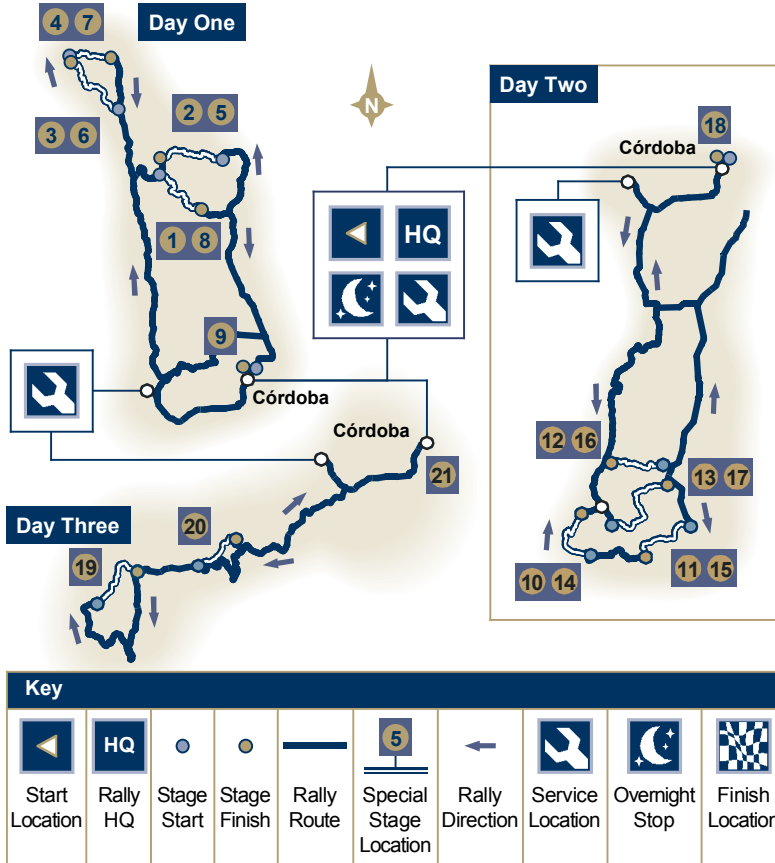 4 7
Day One
3 6
2 5
N
1 8
9
Córdoba
HQ
Day Two
18
Córdoba
12 16
13 17
10 14
11 15
Córdoba
21
Day Three
20
19
Key
HQ
5
Start
Location
Rally
HQ
Stage
Start
Stage
Finish
Rally
Route
Special
Stage
Location
Rally
Direction
Service
Location
Overnight
Stop
Finish
Location